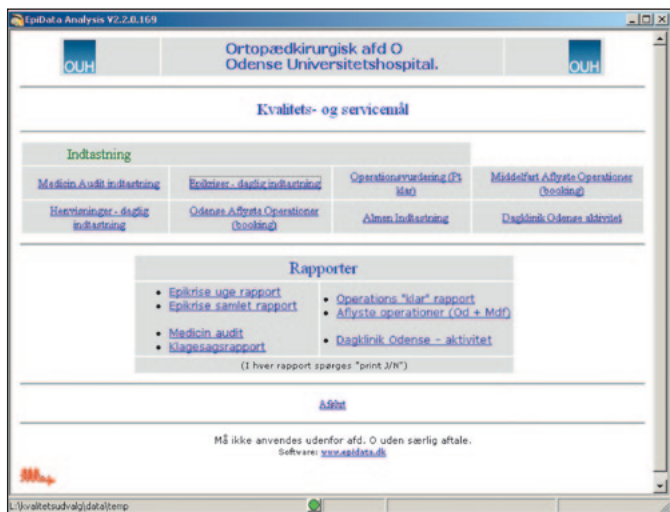 EpiData Analysis V2.2.0.169
OUH
Ortopædkirurgisk afd O
Odense Universitetshospital.
OUH
Kvalitets- og servicemål
Indtastning
Medicin Audit indtastning
Epikriser - daglig indtastning
Operationsvurdering (Pt klar)
Middelfart Aflyste Operationer (booking)
Henvisninger - daglig indtastning
Odense Aflyste Operationer (booking)
Almen Indtastning
Dagklinik Odense aktivitet
Rapporter
• Epikrise uge rapport
• Epikrise samlet rapport
• Medicin audit
• Klagesagsrapport
• Operations "klar" rapport
• Aflyste operationer (Od + Mdf)
• Dagklinik Odense - aktivitet
(I hver rapport spørges "print J/N")
Afslut
Må ikke anvendes udenfor afd. O uden særlig aftale.
Software: www.epidata.dk
L:\kvalitetsudvalg\data\temp